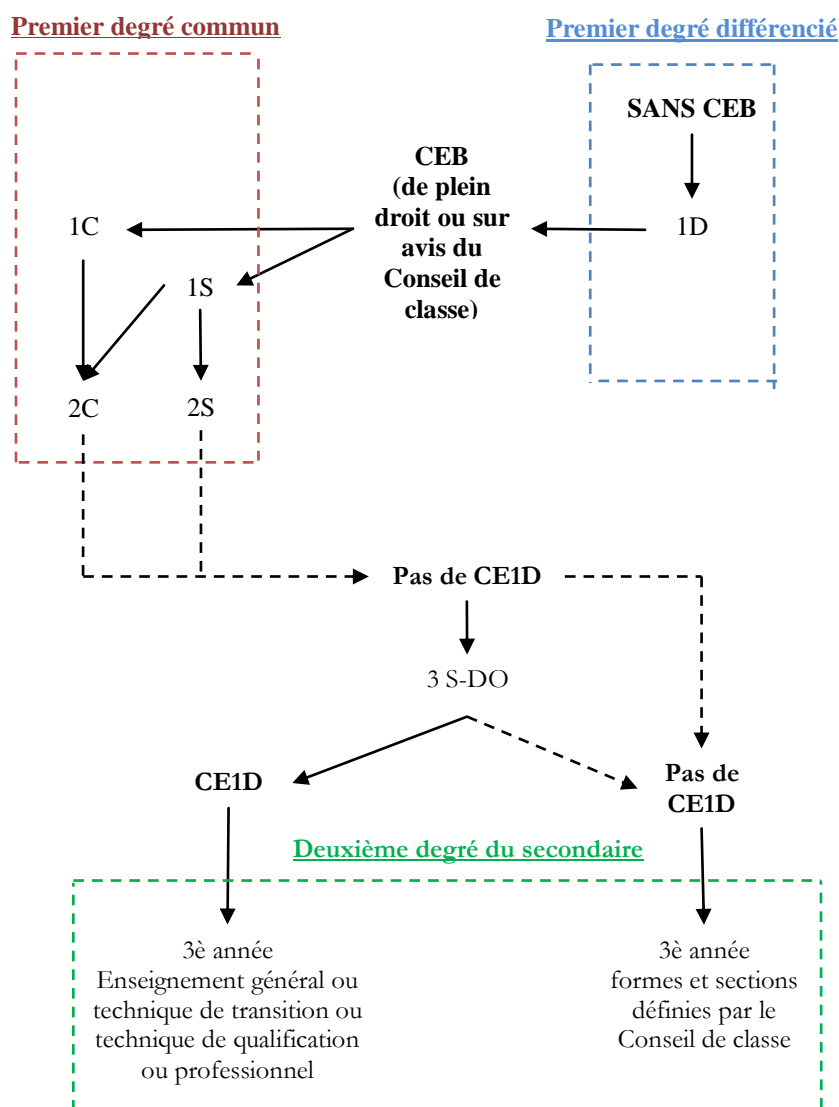 Premier degré commun
Premier degré différencié
SANS CEB
CEB
(de plein
droit ou sur
avis du
Conseil de
classe)
1C
1D
1S
2C
2S
Pas de CE1D
3 S-DO
CE1D
Pas de
CE1D
Deuxième degré du secondaire
3è année
Enseignement général ou
technique de transition ou
technique de qualification
ou professionnel
3è année
formes et sections
définies par le
Conseil de classe